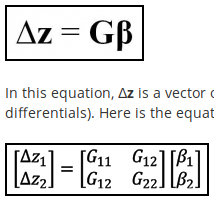 Δz = Gβ
In this equation, Δz is a vector
differentials). Here is the equat
[Δz₁] = [G₁₁ G₁₂] [β₁]
[Δz₂] [G₁₂ G₂₂] [β₂]